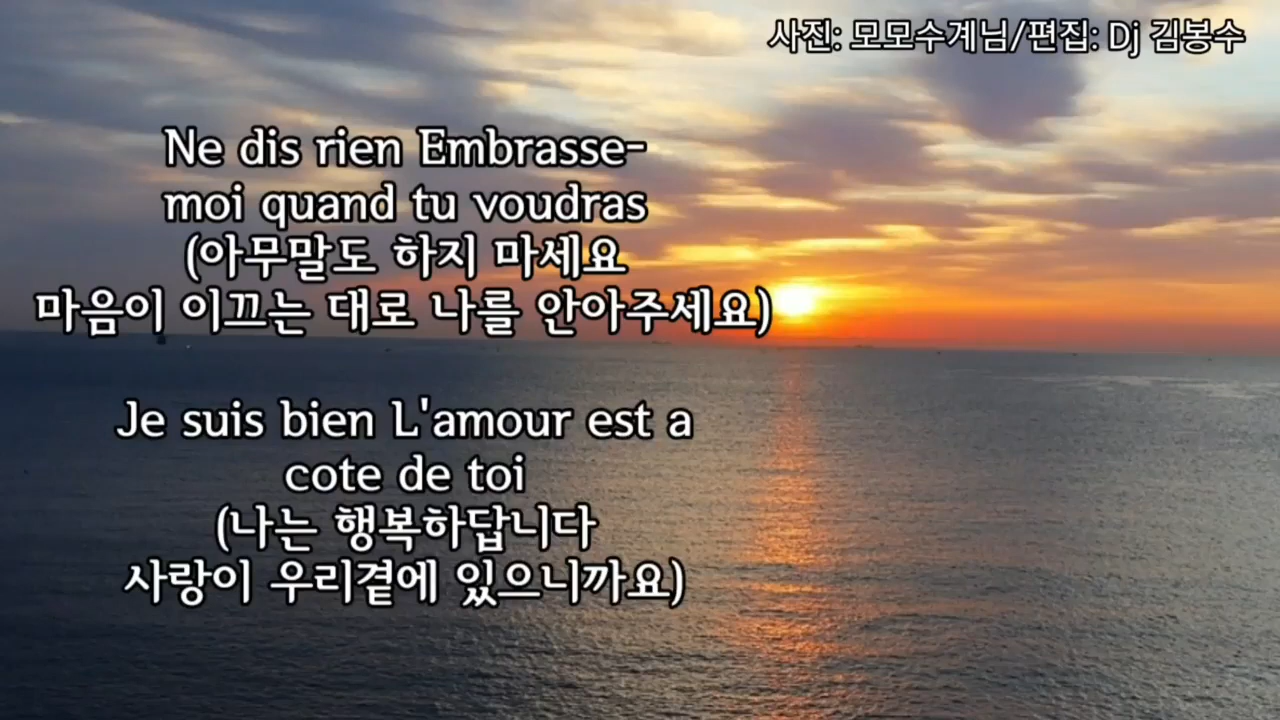 사진: 모모수계님/편집: Dj 김봉수
Ne dis rien Embrasse-
moi quand tu voudras
(아무말도 하지 마세요
마음이 이끄는 대로 나를 안아주세요)
Je suis bien L'amour est a
cote de toi
(나는 행복하답니다
사랑이 우리곁에 있으니까요)